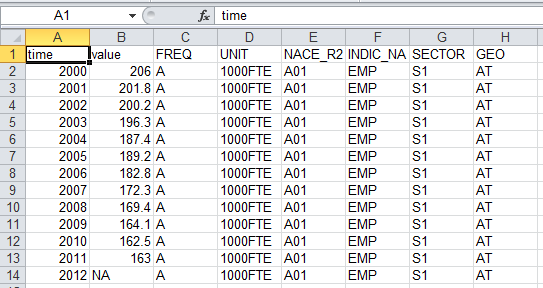 A1 fx time
A B C D E F G H
1 time value FREQ UNIT NACE_R2 INDIC_NA SECTOR GEO
2 2000 206 A 1000FTE A01 EMP S1 AT
3 2001 201.8 A 1000FTE A01 EMP S1 AT
4 2002 200.2 A 1000FTE A01 EMP S1 AT
5 2003 196.3 A 1000FTE A01 EMP S1 AT
6 2004 187.4 A 1000FTE A01 EMP S1 AT
7 2005 189.2 A 1000FTE A01 EMP S1 AT
8 2006 182.8 A 1000FTE A01 EMP S1 AT
9 2007 172.3 A 1000FTE A01 EMP S1 AT
10 2008 169.4 A 1000FTE A01 EMP S1 AT
11 2009 164.1 A 1000FTE A01 EMP S1 AT
12 2010 162.5 A 1000FTE A01 EMP S1 AT
13 2011 163 A 1000FTE A01 EMP S1 AT
14 2012 NA A 1000FTE A01 EMP S1 AT